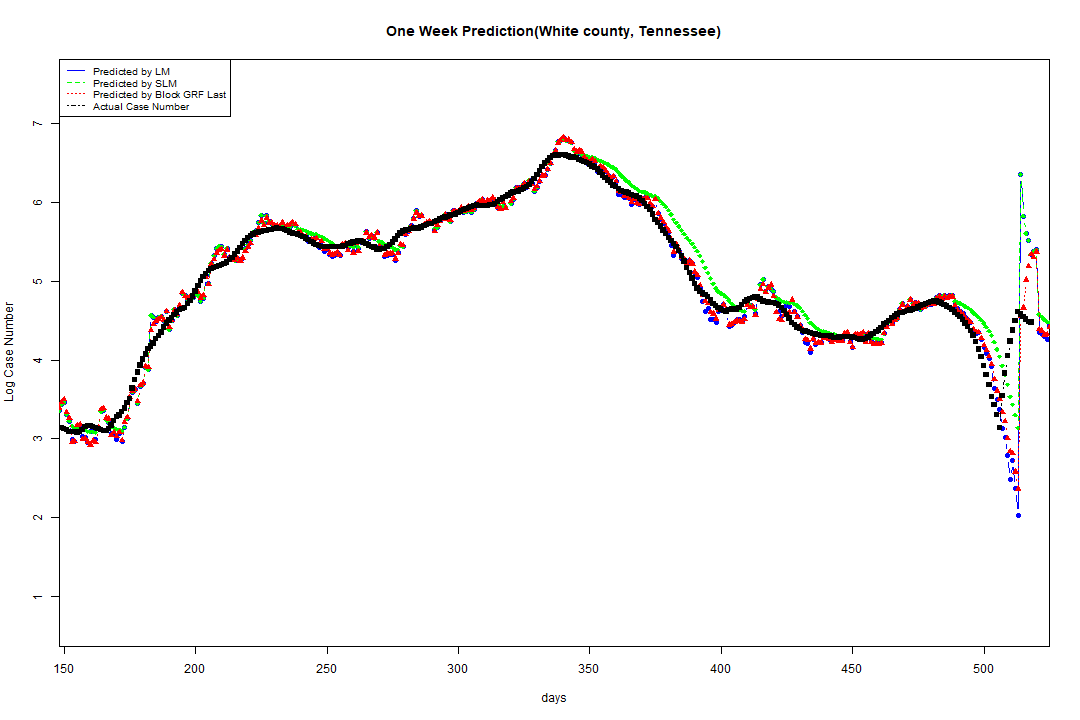 One Week Prediction(White county, Tennessee)
Predicted by LM
Predicted by SLM
Predicted by Block GRF Last
Actual Case Number
7
6
5
4
3
2
1
Log Case Number
150 200 250 300 350 400 450 500
days